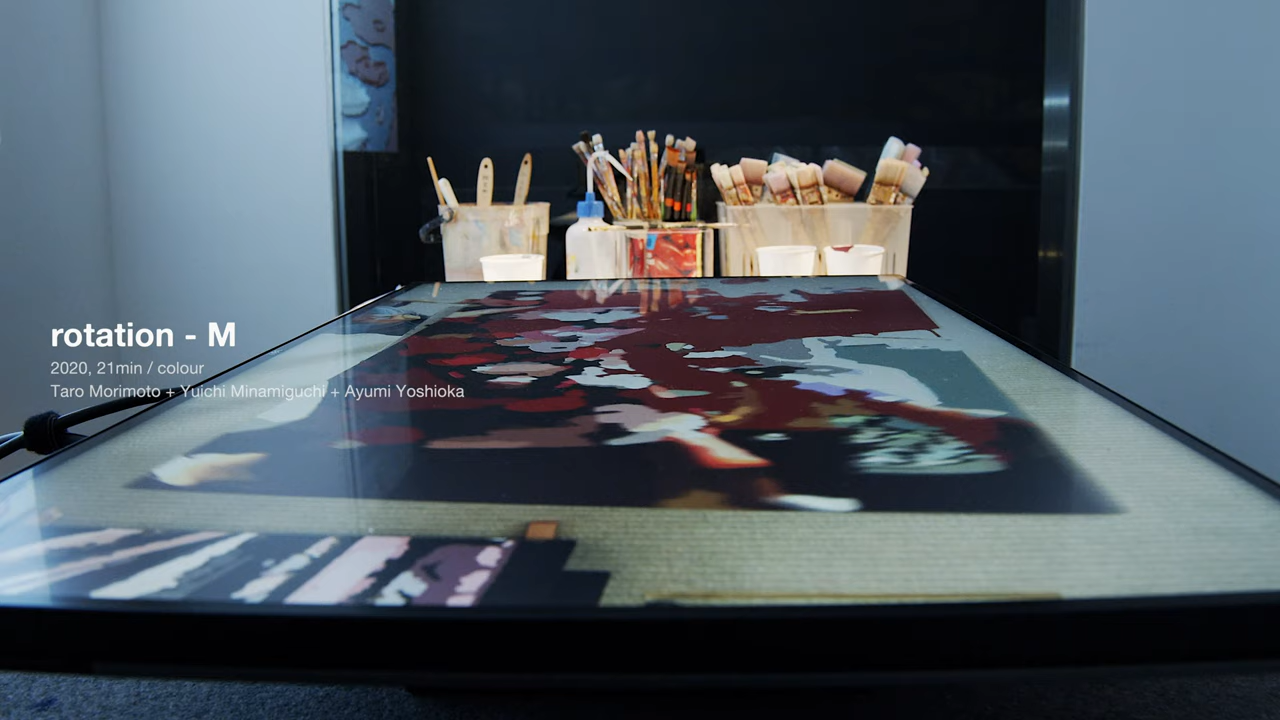 rotation - M
2020, 21min / colour
Taro Morimoto + Yuichi Minamiguchi + Ayumi Yoshioka